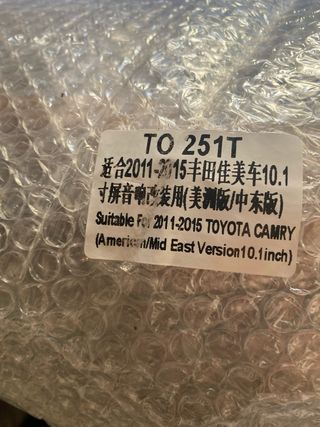 TO 251T
适合2011-2015丰田佳美车10.1
寸屏音响改装用(美洲版/中东版)
Suitable For 2011-2015 TOYOTA CAMRY
(American/Mid East Version10.1inch)